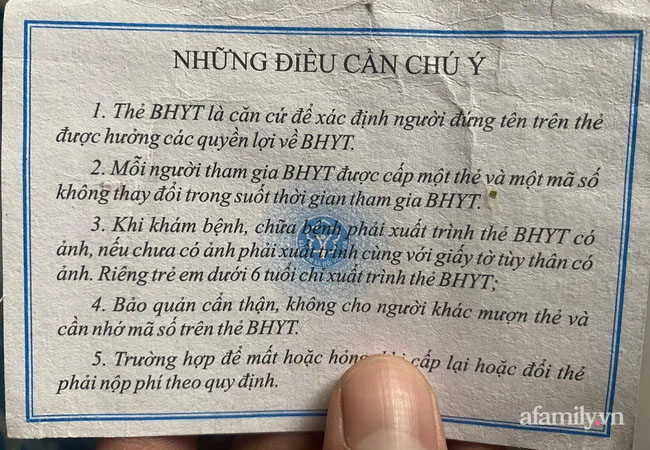 NHỮNG ĐIỀU CẦN CHÚ Ý
1. Thẻ BHYT là căn cứ để xác định người đứng tên trên thẻ
được hưởng các quyền lợi về BHYT.
2. Mỗi người tham gia BHYT được cấp một thẻ và một mã số
không thay đổi trong suốt thời gian tham gia BHYT.
3. Khi khám bệnh, chữa bệnh phải xuất trình thẻ BHYT có
ảnh, nếu chưa có ảnh phải xuất trình cùng với giấy tờ tùy thân có
ảnh. Riêng trẻ em dưới 6 tuổi chỉ xuất trình thẻ BHYT;
4. Bảo quản cẩn thận, không cho người khác mượn thẻ và
cần nhớ mã số trên thẻ BHYT.
5. Trường hợp để mất hoặc hỏng cấp lại hoặc đổi thẻ
phải nộp phí theo quy định.
afamily.vn